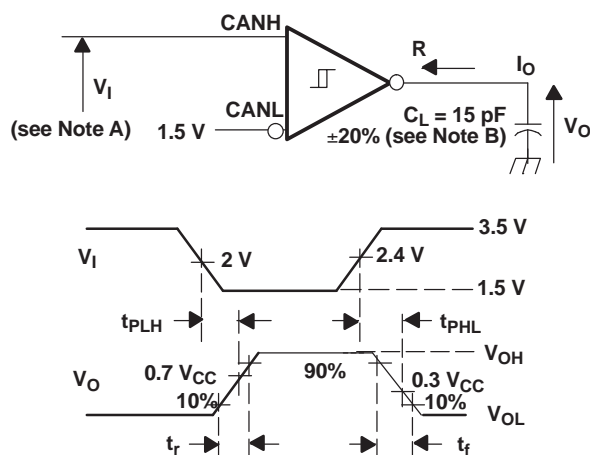 CANH
R
I_O
V_I
CANL
(see Note A)
1.5 V
C_L = 15 pF
±20% (see Note B)
V_O
3.5 V
V_I
2 V
2.4 V
1.5 V
t_PLH
t_PHL
V_OH
0.7 V_CC
90%
V_O
0.3 V_CC
10%
10%
V_OL
t_r
t_f